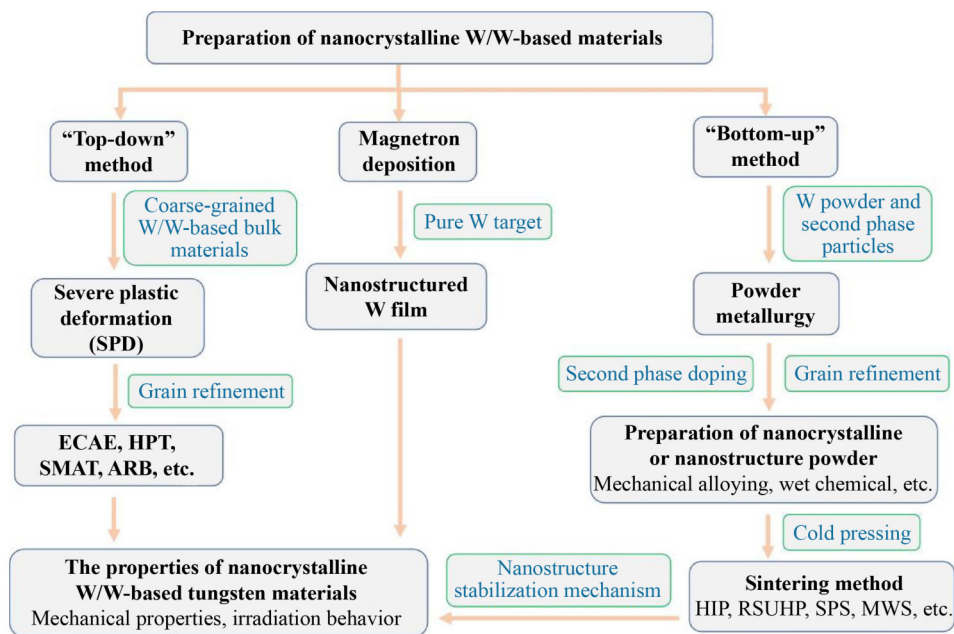 Preparation of nanocrystalline W/W-based materials
“Top-down”
method
Magnetron
deposition
“Bottom-up”
method
Coarse-grained
W/W-based bulk
materials
Pure W target
W powder and
second phase
particles
Severe plastic
deformation
(SPD)
Nanostructured
W film
Powder
metallurgy
Grain refinement
Second phase doping
Grain refinement
ECAE, HPT,
SMAT, ARB, etc.
Preparation of nanocrystalline
or nanostructure powder
Mechanical alloying, wet chemical, etc.
Cold pressing
The properties of nanocrystalline
W/W-based tungsten materials
Mechanical properties, irradiation behavior
Nanostructure
stabilization mechanism
Sintering method
HIP, RSUHP, SPS, MWS, etc.